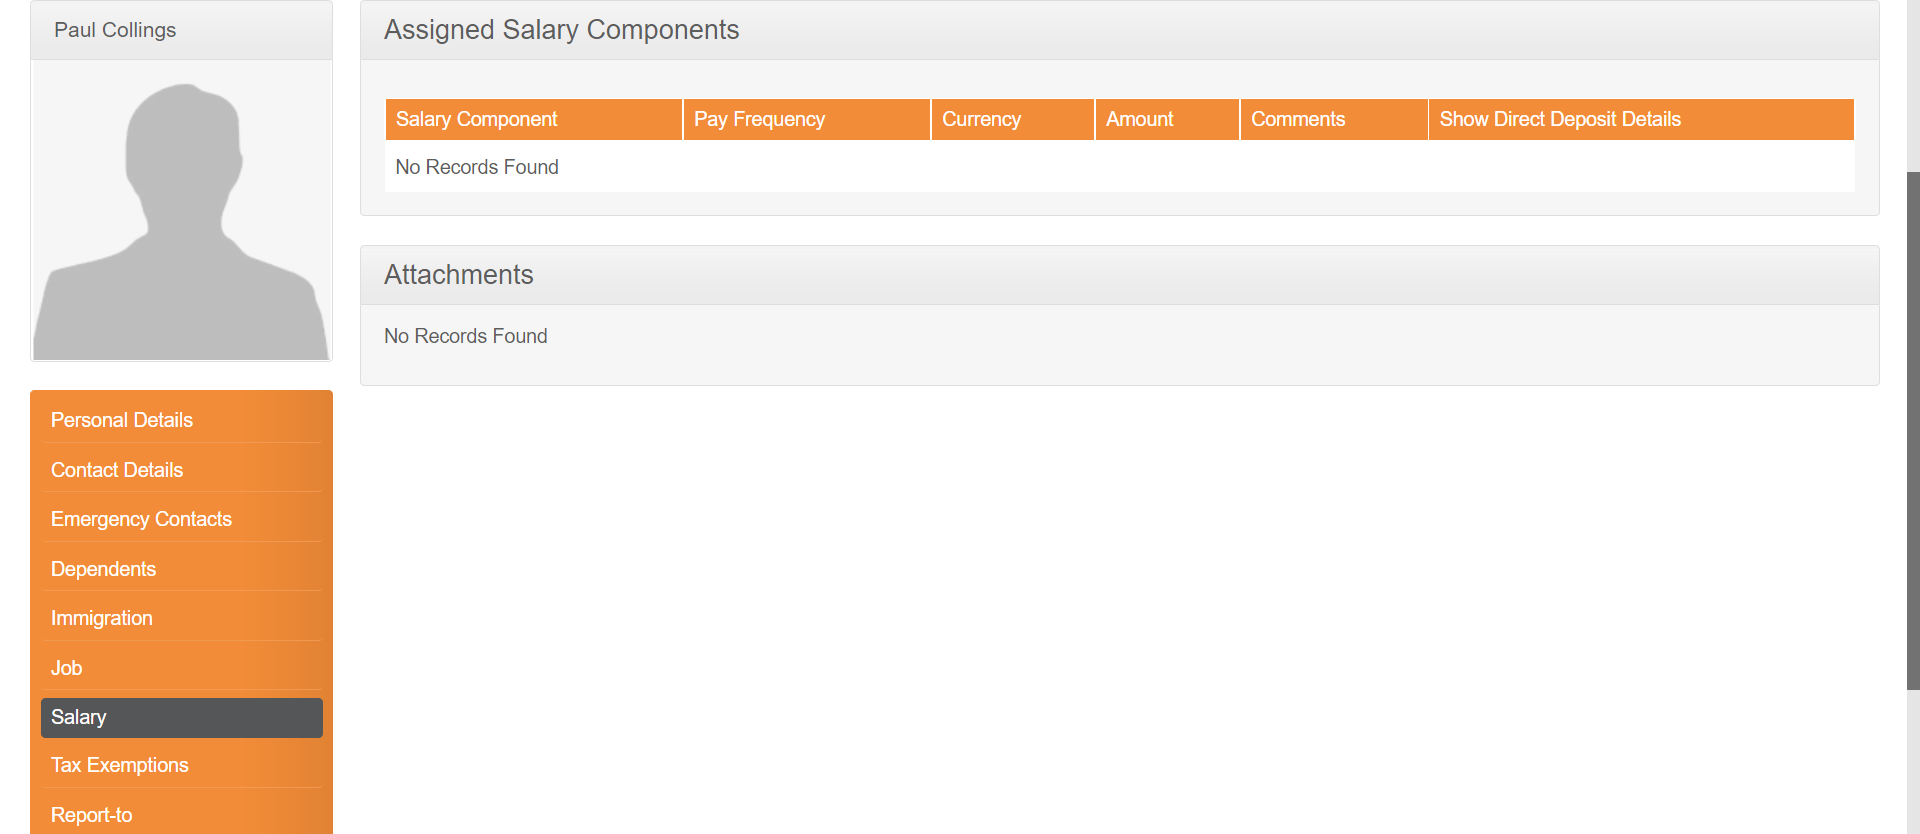 Paul Collings
Assigned Salary Components
Salary Component Pay Frequency Currency Amount Comments Show Direct Deposit Details
No Records Found
Attachments
No Records Found
Personal Details
Contact Details
Emergency Contacts
Dependents
Immigration
Job
Salary
Tax Exemptions
Report-to